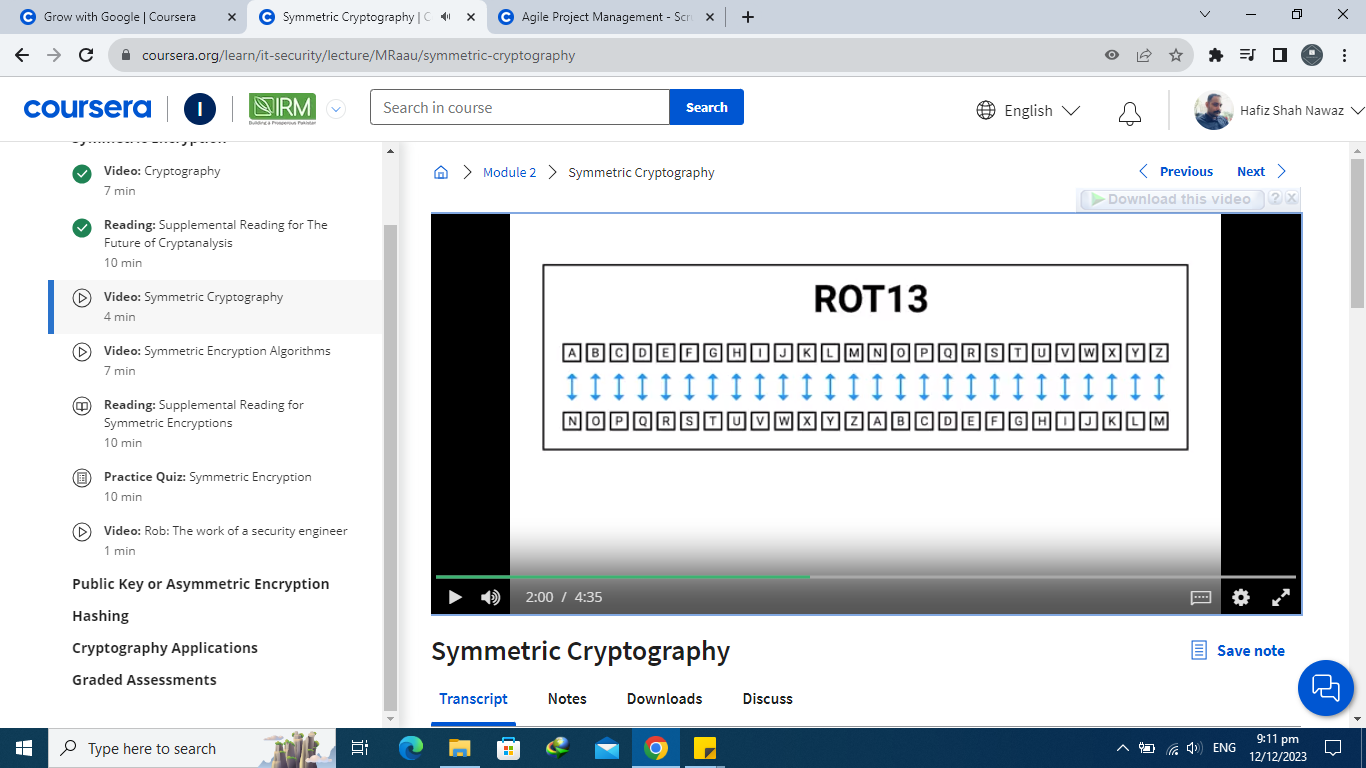 Grow with Google | Coursera
Symmetric Cryptography | C
Agile Project Management - Scr
coursera.org/learn/it-security/lecture/MRaau/symmetric-cryptography
coursera
I
IRM
Search in course
Search
English
Hafiz Shah Nawaz
Symmetric Encryption
Video: Cryptography
7 min
Reading: Supplemental Reading for The
Future of Cryptanalysis
10 min
Video: Symmetric Cryptography
4 min
Video: Symmetric Encryption Algorithms
7 min
Reading: Supplemental Reading for
Symmetric Encryptions
10 min
Practice Quiz: Symmetric Encryption
10 min
Video: Rob: The work of a security engineer
1 min
Public Key or Asymmetric Encryption
Hashing
Cryptography Applications
Graded Assessments
Module 2
Symmetric Cryptography
Previous
Next
Download this video ? X
ROT13
A B C D E F G H I J K L M N O P Q R S T U V W X Y Z
N O P Q R S T U V W X Y Z A B C D E F G H I J K L M
2:00 / 4:35
Symmetric Cryptography
Save note
Transcript
Notes
Downloads
Discuss
Type here to search
ENG
9:11 pm
12/12/2023